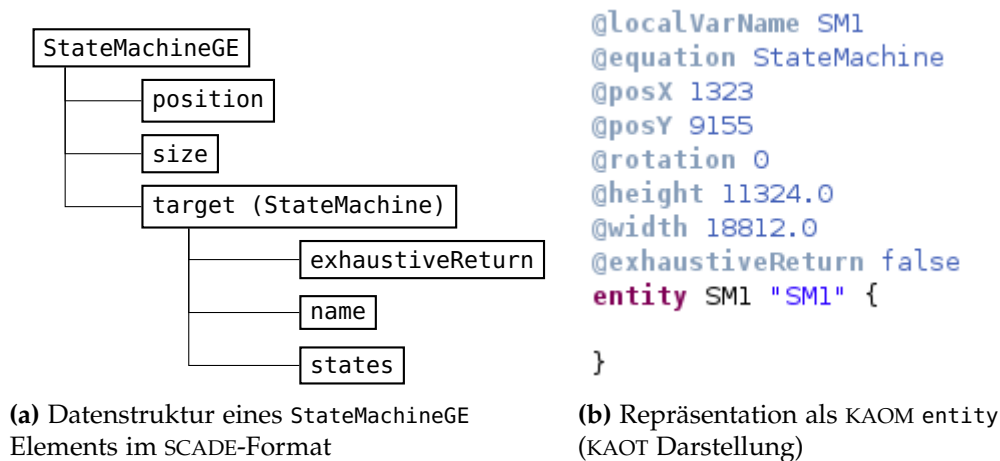 StateMachineGE
position
size
target (StateMachine)
exhaustiveReturn
name
states
(a) Datenstruktur eines StateMachineGE
Elements im SCADE-Format
@localVarName SM1
@equation StateMachine
@posX 1323
@posY 9155
@rotation 0
@height 11324.0
@width 18812.0
@exhaustiveReturn false
entity SM1 "SM1" {
}
(b) Repräsentation als KAOM entity
(KAOT Darstellung)